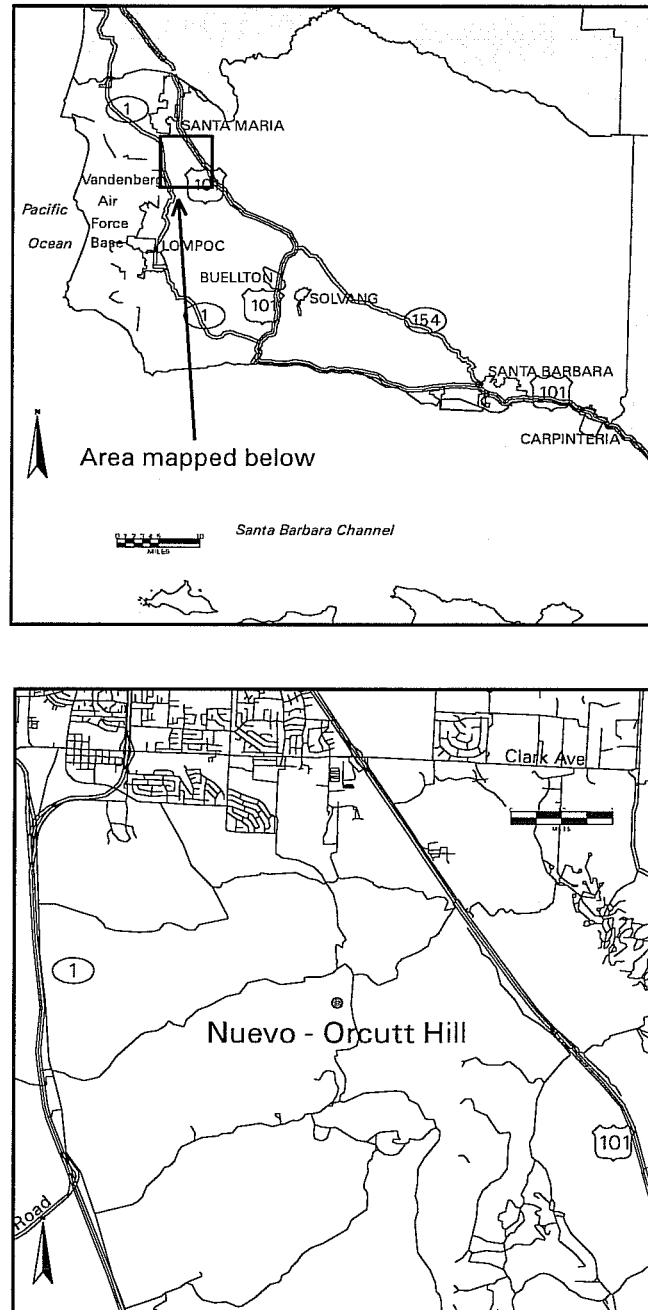 1
SANTA MARIA
Vandenberg
101
Air
Pacific
Force
Ocean
Base
LOMPOC
BUELLTON
101
SOLVANG
1
154
SANTA BARBARA
101
CARPINTERIA
N
Area mapped below
Santa Barbara Channel
MILES
Clark Ave
MILES
1
Nuevo - Orcutt Hill
101
Road